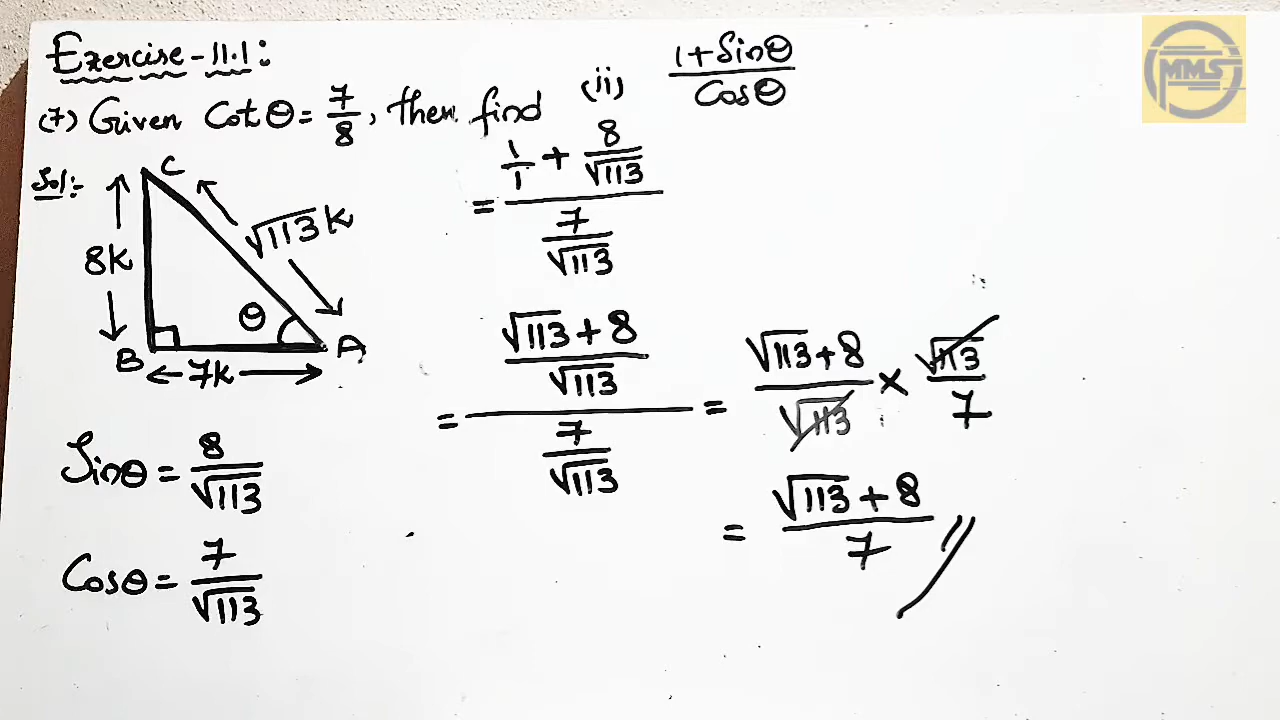 Exercise-11.1:
(7) Given Cot θ = 7/8, then find (ii) (1+Sinθ)/Cosθ
Sol:-
C
8K
√113 K
θ
B
A
7K
Sinθ = 8/√113
Cosθ = 7/√113
= (1/1 + 8/√113)/(7/√113)
= ((√113 + 8)/√113)/(7/√113) = (√113+8)/√113 × √113/7
= (√113 + 8)/7 //
MMS